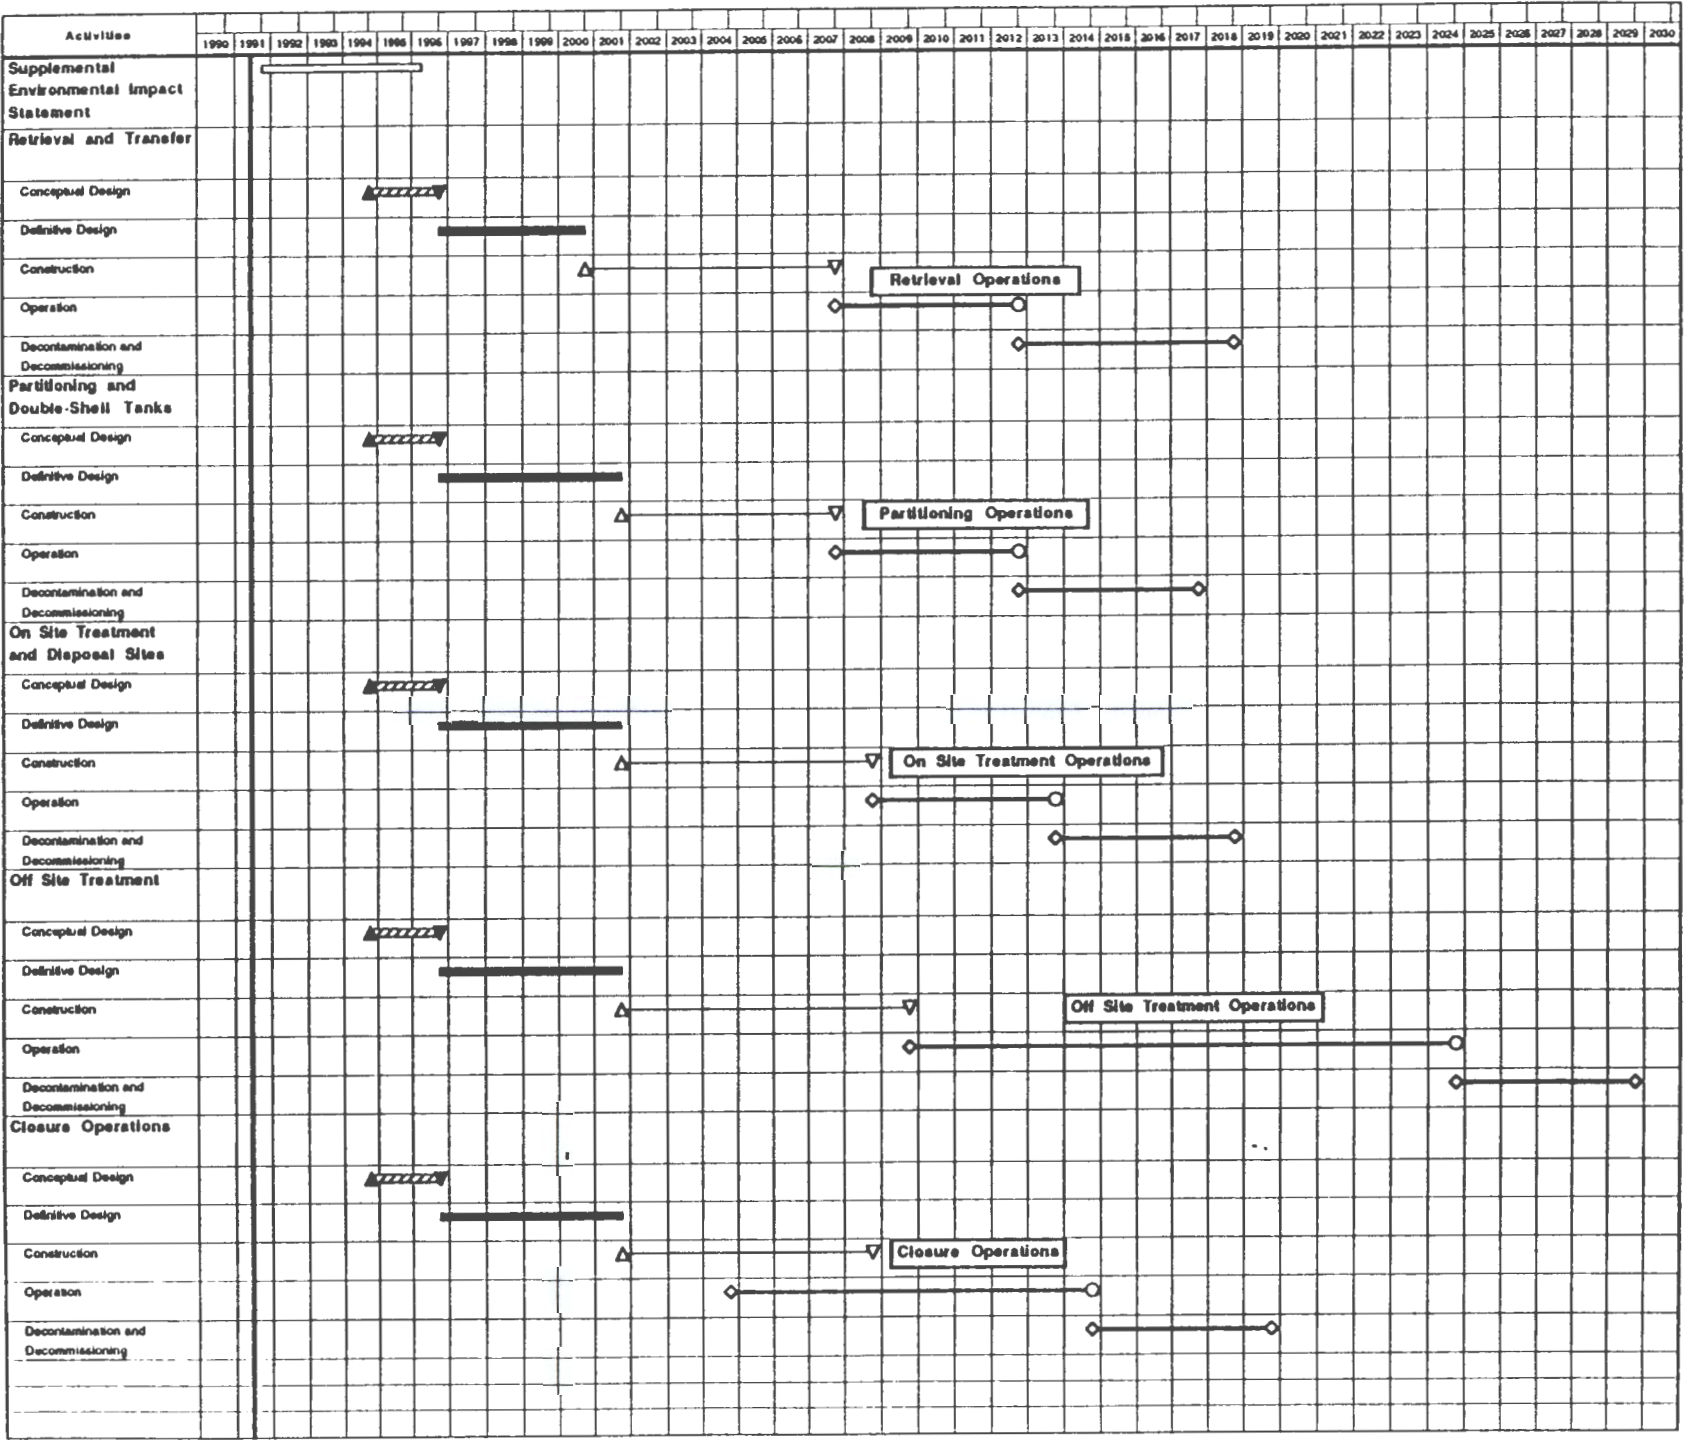 Activities 1990 1991 1992 1993 1994 1995 1996 1997 1998 1999 2000 2001 2002 2003 2004 2005 2006 2007 2008 2009 2010 2011 2012 2013 2014 2015 2016 2017 2018 2019 2020 2021 2022 2023 2024 2025 2026 2027 2028 2029 2030
Supplemental
Environmental Impact
Statement
Retrieval and Transfer
Conceptual Design
Definitive Design
Construction
Retrieval Operations
Operation
Decontamination and
Decommissioning
Partitioning and
Double-Shell Tanks
Conceptual Design
Definitive Design
Construction
Partitioning Operations
Operation
Decontamination and
Decommissioning
On Site Treatment
and Disposal Sites
Conceptual Design
Definitive Design
Construction
On Site Treatment Operations
Operation
Decontamination and
Decommissioning
Off Site Treatment
Conceptual Design
Definitive Design
Construction
Off Site Treatment Operations
Operation
Decontamination and
Decommissioning
Closure Operations
Conceptual Design
Definitive Design
Construction
Closure Operations
Operation
Decontamination and
Decommissioning